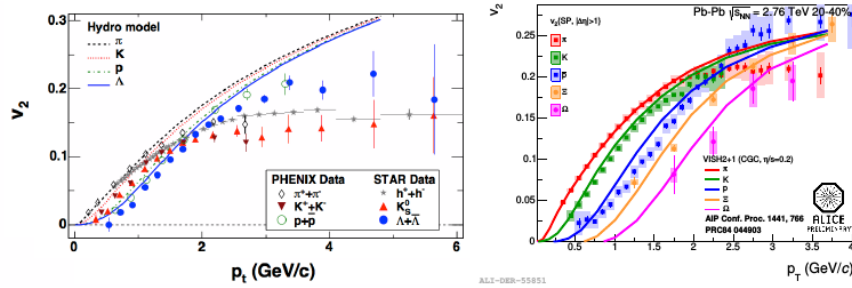 Hydro model
π
K
p
Λ
0.3
0.2
0.1
0
v₂
PHENIX Data
STAR Data
π⁺+π⁻
h⁺+h⁻
K⁺+K⁻
K⁰S
p+p̄
Λ+Λ̄
0
2
4
6
pₜ (GeV/c)
Pb-Pb √sNN = 2.76 TeV 20-40%
v₂{SP, |Δη|>1}
π
K
p̄
Ξ
Ω
v₂
0.25
0.2
0.15
0.1
0.05
0
VISH2+1 (CGC, η/s=0.2)
π
K
p
Ξ
Ω
AIP Conf. Proc. 1441, 766
PRC84 044903
ALICE
PRELIMINARY
0
0.5
1
1.5
2
2.5
3
3.5
4
p_T (GeV/c)
ALI-DER-55851